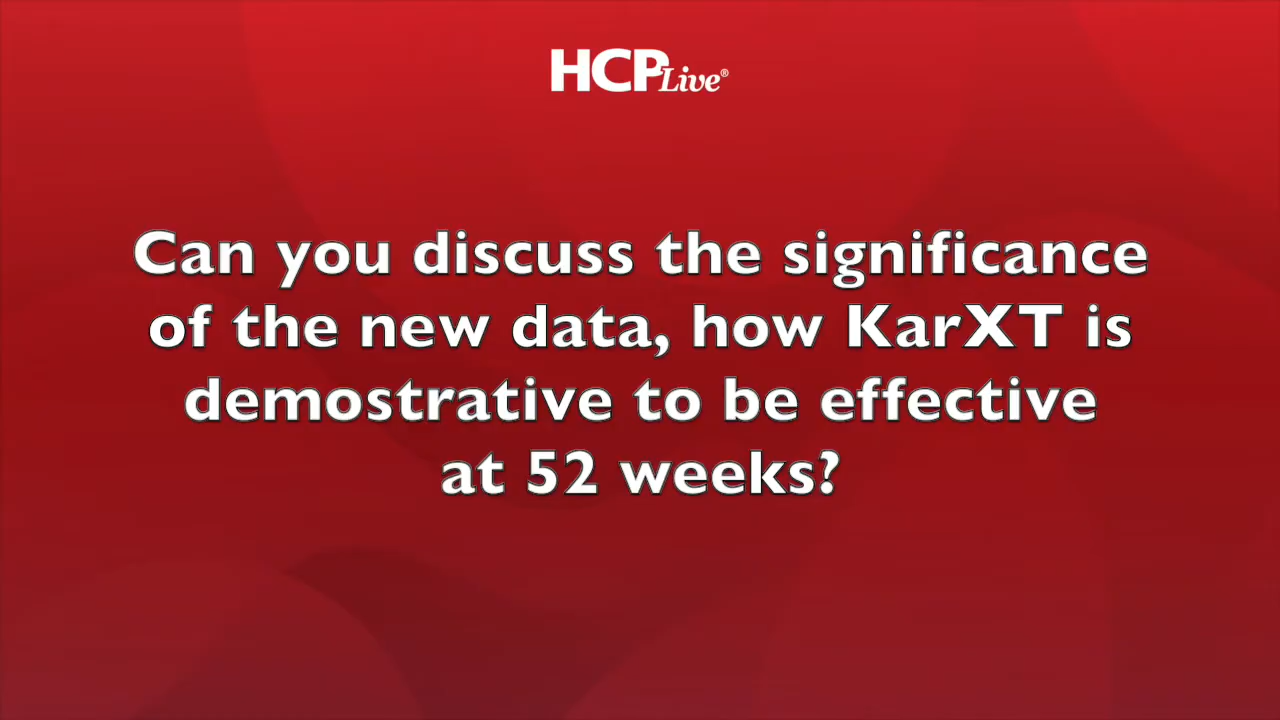 HCPLive®
Can you discuss the significance
of the new data, how KarXT is
demostrative to be effective
at 52 weeks?